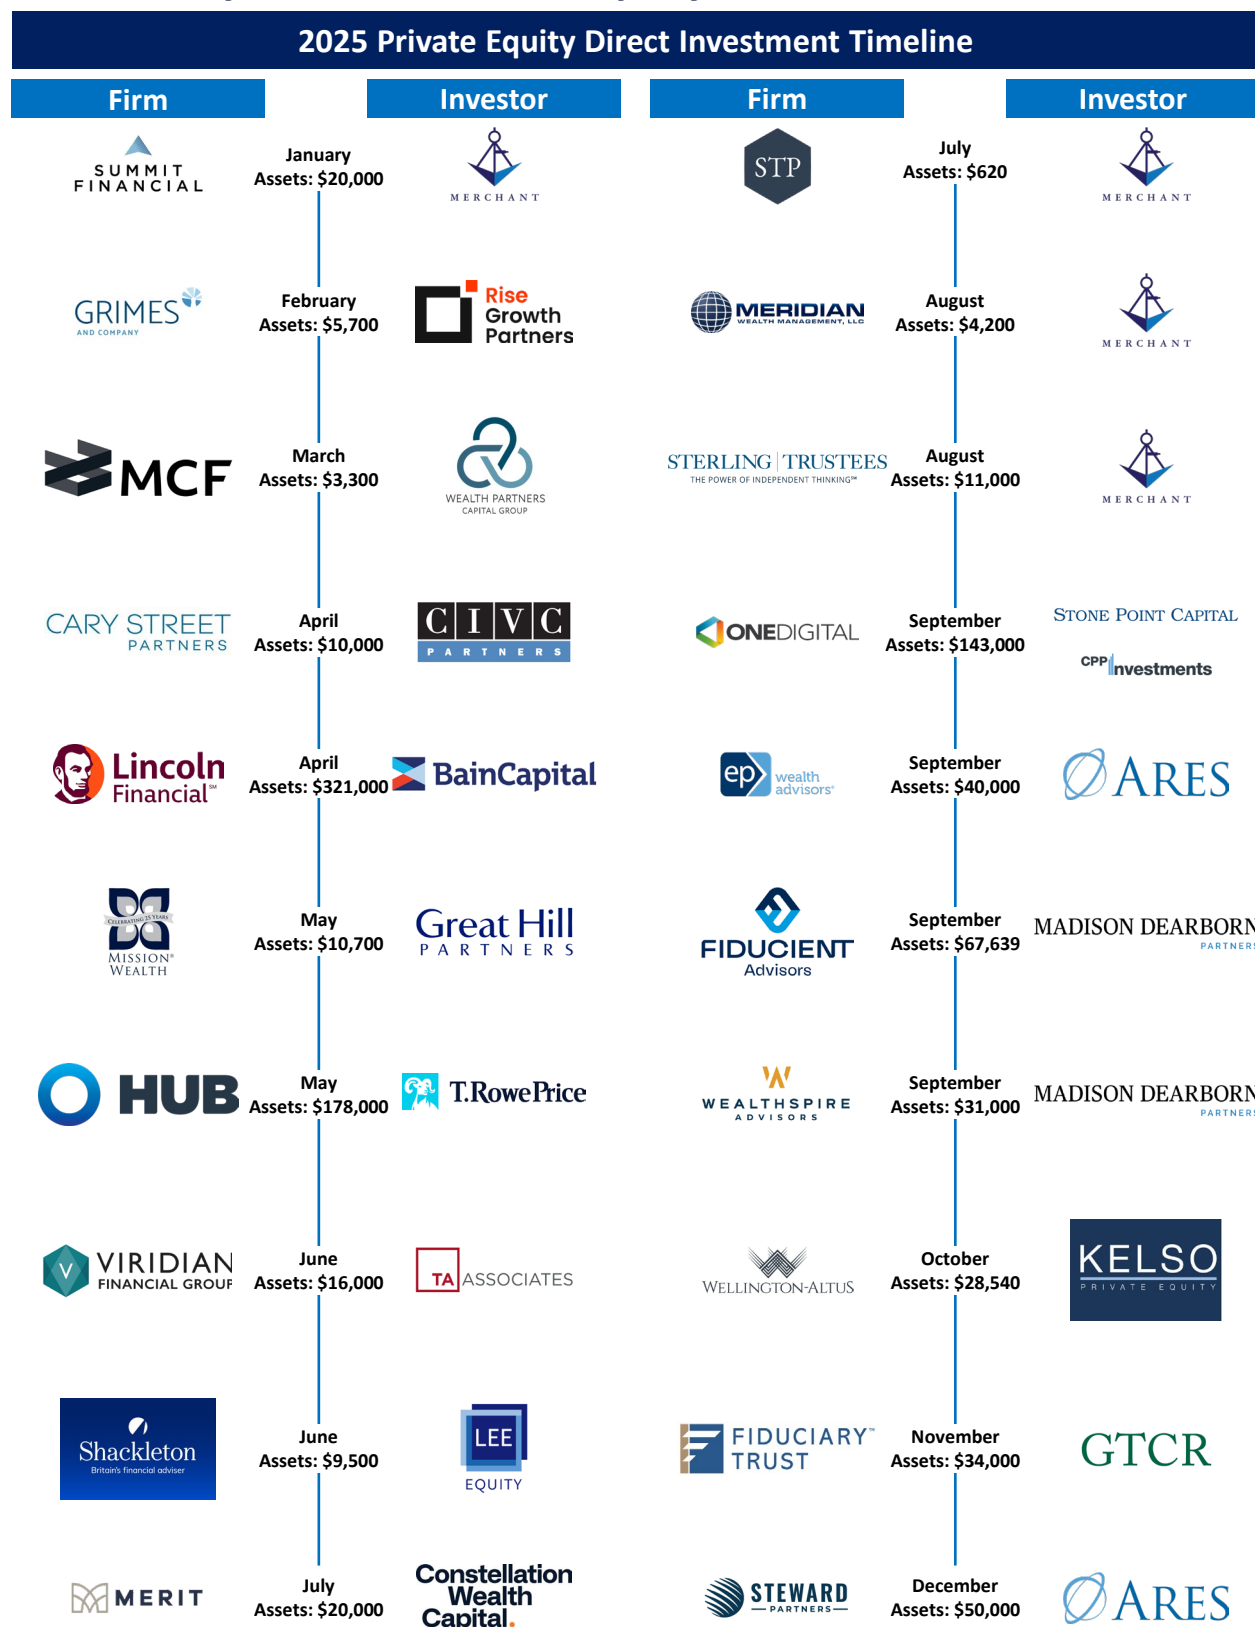 2025 Private Equity Direct Investment Timeline
Firm
Investor
SUMMIT
FINANCIAL
January
Assets: $20,000
MERCHANT
GRIMES
AND COMPANY
February
Assets: $5,700
Rise
Growth
Partners
MCF
March
Assets: $3,300
WEALTH PARTNERS
CAPITAL GROUP
CARY STREET
PARTNERS
April
Assets: $10,000
CIVC
PARTNERS
Lincoln
Financial℠
April
Assets: $321,000
BainCapital
CELEBRATING 25 YEARS
MISSION®
WEALTH
May
Assets: $10,700
Great Hill
PARTNERS
HUB
May
Assets: $178,000
T.RowePrice
V
VIRIDIAN
FINANCIAL GROUP
June
Assets: $16,000
TA ASSOCIATES
Shackleton
Britain's financial adviser
June
Assets: $9,500
LEE
EQUITY
MERIT
July
Assets: $20,000
Constellation
Wealth
Capital.
Firm
Investor
STP
July
Assets: $620
MERCHANT
MERIDIAN
WEALTH MANAGEMENT, LLC
August
Assets: $4,200
MERCHANT
STERLING | TRUSTEES
THE POWER OF INDEPENDENT THINKING℠
August
Assets: $11,000
MERCHANT
ONEDIGITAL
September
Assets: $143,000
STONE POINT CAPITAL
CPP Investments
ep wealth
advisors®
September
Assets: $40,000
ARES
FIDUCIENT
Advisors
September
Assets: $67,639
MADISON DEARBORN
PARTNERS
WEALTHSPIRE
ADVISORS
September
Assets: $31,000
MADISON DEARBORN
PARTNERS
WELLINGTON-ALTUS
October
Assets: $28,540
KELSO
PRIVATE EQUITY
FIDUCIARY™
TRUST
November
Assets: $34,000
GTCR
STEWARD
PARTNERS
December
Assets: $50,000
ARES